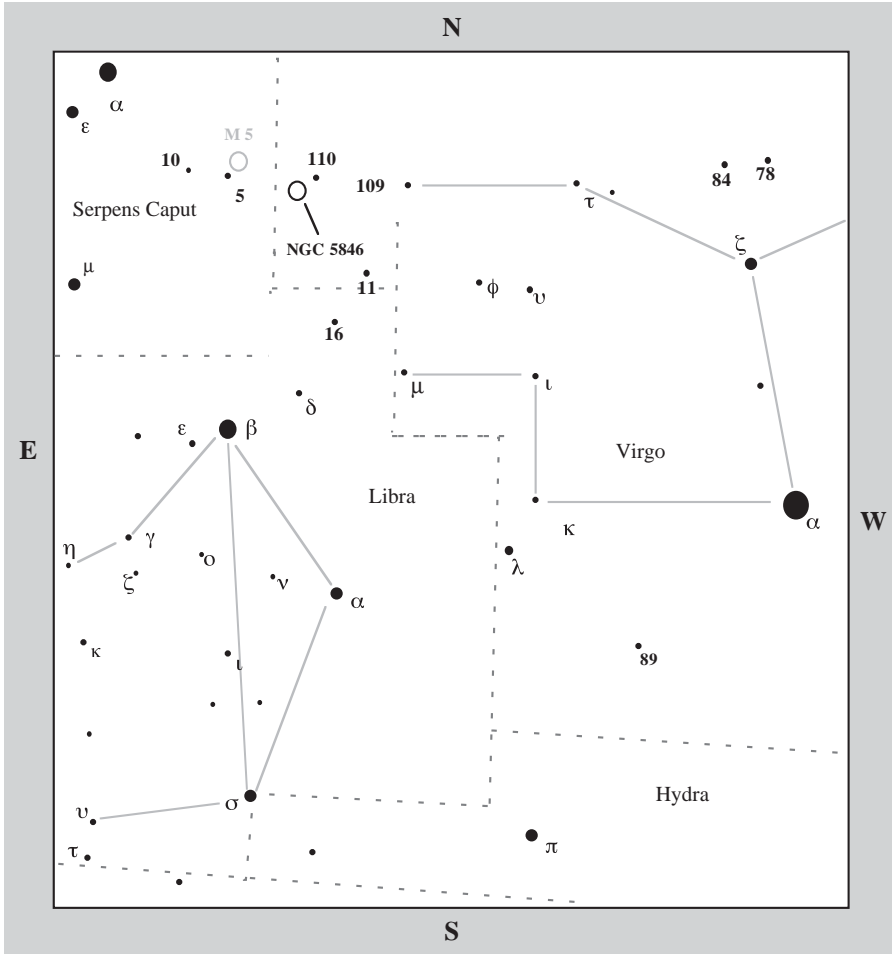 N
α
ε
M 5
10
5
110
109
84
78
τ
Serpens Caput
ζ
NGC 5846
μ
11
φ
υ
16
μ
ι
δ
ε
β
E
Virgo
Libra
W
α
κ
η
γ
ο
λ
ζ
ν
α
κ
ι
89
σ
Hydra
υ
τ
π
S